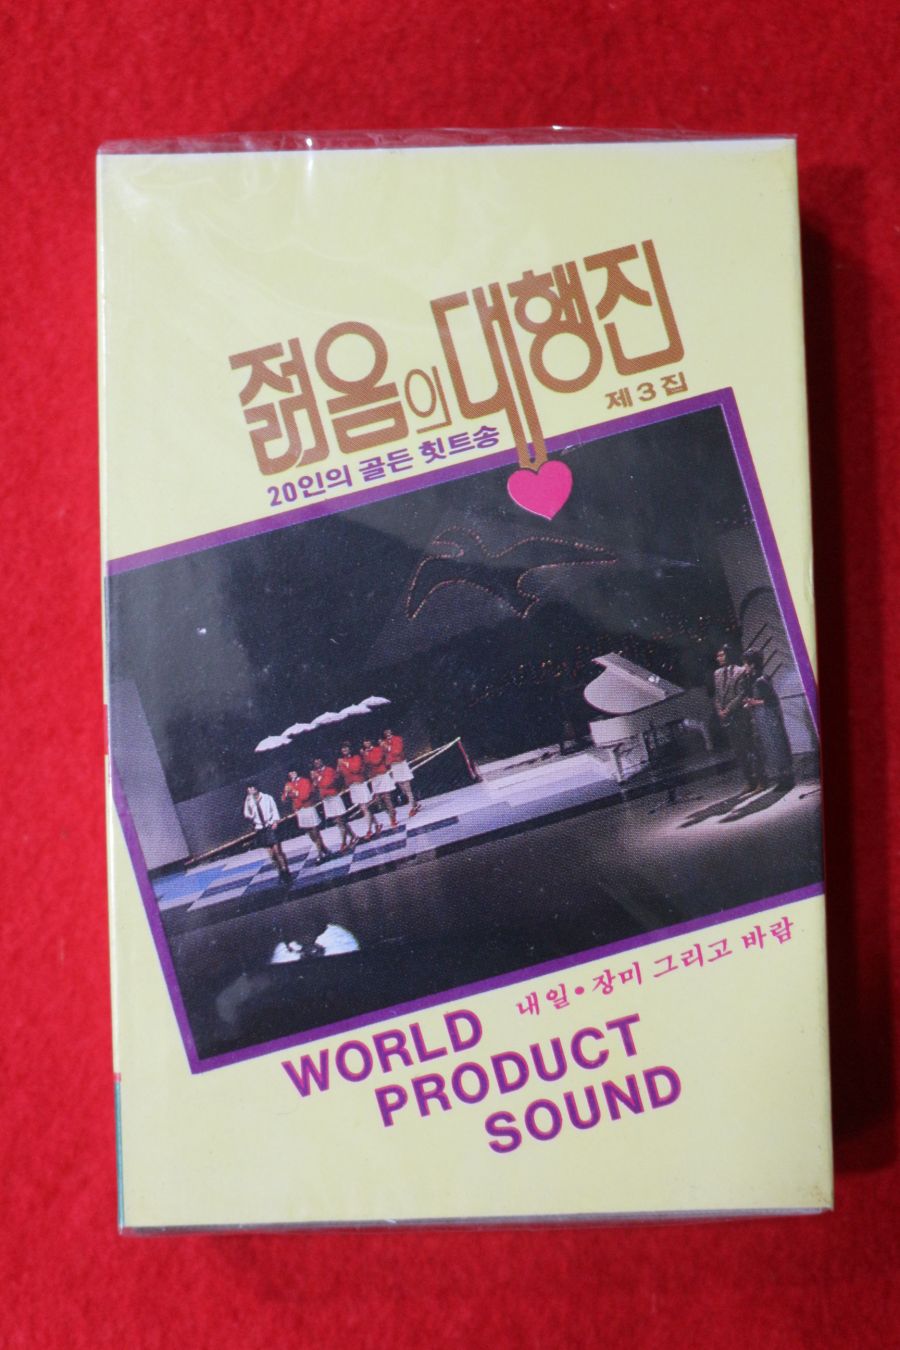 젊음의 대행진
제3집
20인의 골든 힛트송
내일•장미 그리고 바람
WORLD
PRODUCT
SOUND